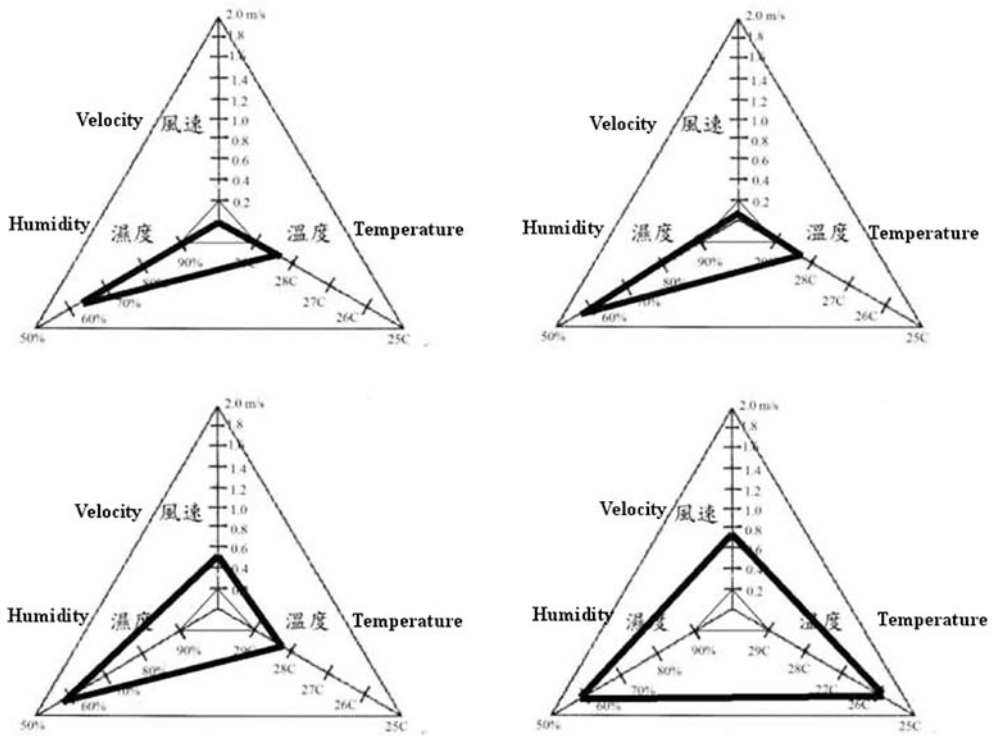 2.0 m/s
1.8
1.6
1.4
1.2
1.0
0.8
0.6
0.4
0.2
Velocity 風速
Humidity 濕度
溫度 Temperature
90%
80%
70%
60%
50%
28C
27C
26C
25C
2.0 m/s
1.8
1.6
1.4
1.2
1.0
0.8
0.6
0.4
0.2
Velocity 風速
Humidity 濕度
溫度 Temperature
90%
80%
70%
60%
50%
28C
27C
26C
25C
2.0 m/s
1.8
1.6
1.4
1.2
1.0
0.8
0.6
0.4
0.2
Velocity 風速
Humidity 濕度
溫度 Temperature
90%
80%
70%
60%
50%
29C
28C
27C
26C
25C
2.0 m/s
1.8
1.6
1.4
1.2
1.0
0.8
0.6
0.4
0.2
Velocity 風速
Humidity 濕度
溫度 Temperature
90%
80%
70%
60%
50%
29C
28C
27C
26C
25C